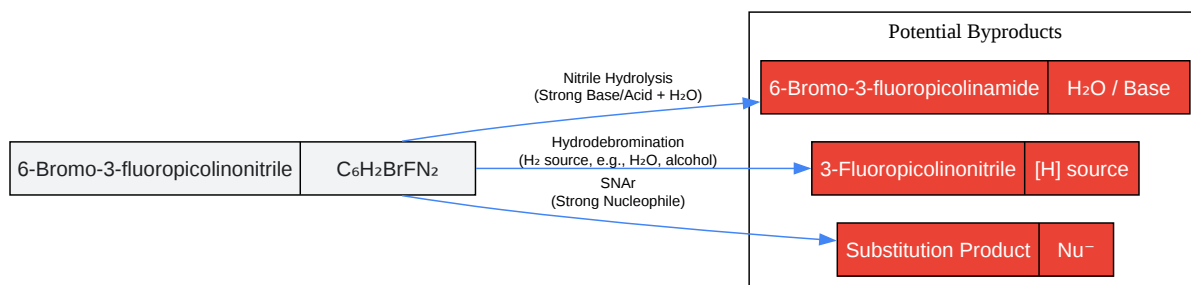 Potential Byproducts
Nitrile Hydrolysis
(Strong Base/Acid + H₂O)
6-Bromo-3-fluoropicolinamide H₂O / Base
6-Bromo-3-fluoropicolinonitrile C₆H₂BrFN₂
Hydrodebromination
(H₂ source, e.g., H₂O, alcohol)
3-Fluoropicolinonitrile [H] source
SNAr
(Strong Nucleophile)
Substitution Product Nu⁻